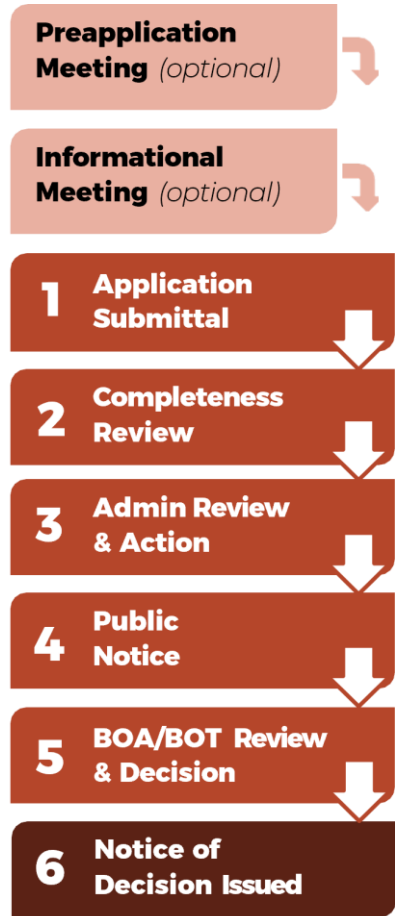 Preapplication
Meeting (optional)
Informational
Meeting (optional)
1
Application
Submittal
2
Completeness
Review
3
Admin Review
& Action
4
Public
Notice
5
BOA/BOT Review
& Decision
6
Notice of
Decision Issued